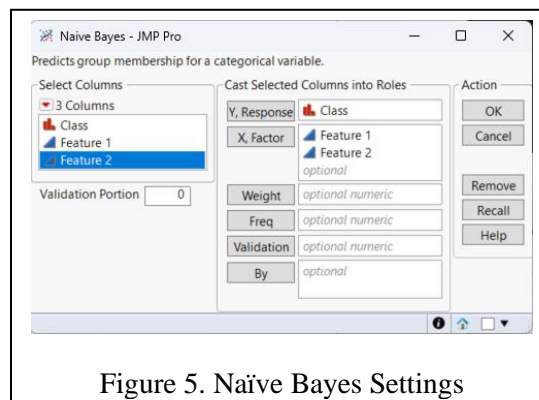 Naive Bayes - JMP Pro
Predicts group membership for a categorical variable.
Select Columns
3 Columns
Class
Feature 1
Feature 2
Validation Portion 0
Cast Selected Columns into Roles
Y, Response Class
X, Factor Feature 1
Feature 2
optional
Weight optional numeric
Freq optional numeric
Validation optional numeric
By optional
Action
OK
Cancel
Remove
Recall
Help
Figure 5. Naïve Bayes Settings